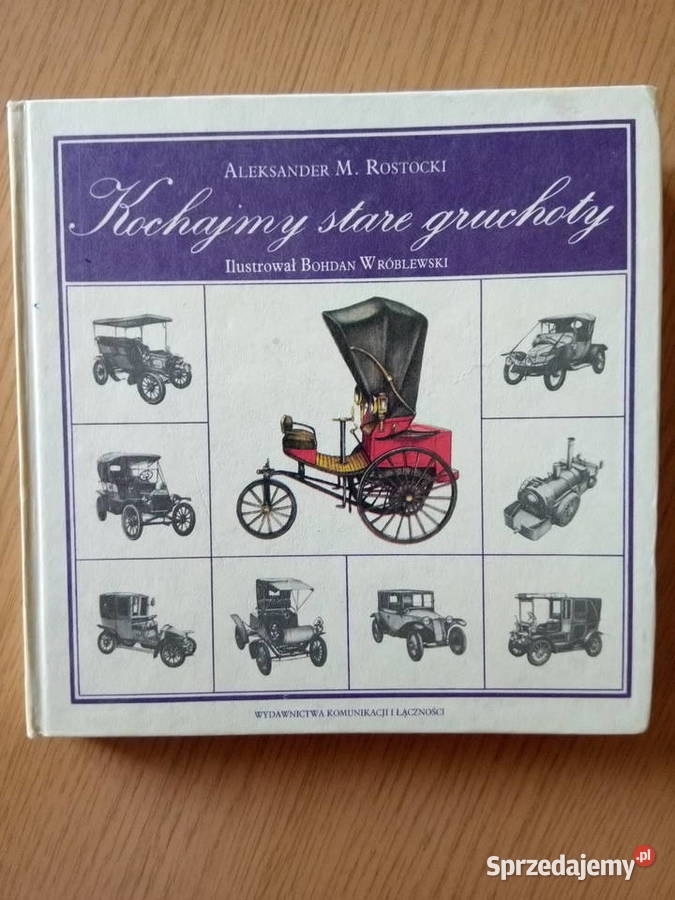 ALEKSANDER M. ROSTOCKI
Kochajmy stare gruchoty
Ilustrował BOHDAN WRÓBLEWSKI
WYDAWNICTWA KOMUNIKACJI I ŁĄCZNOŚCI
Sprzedajemy.pl